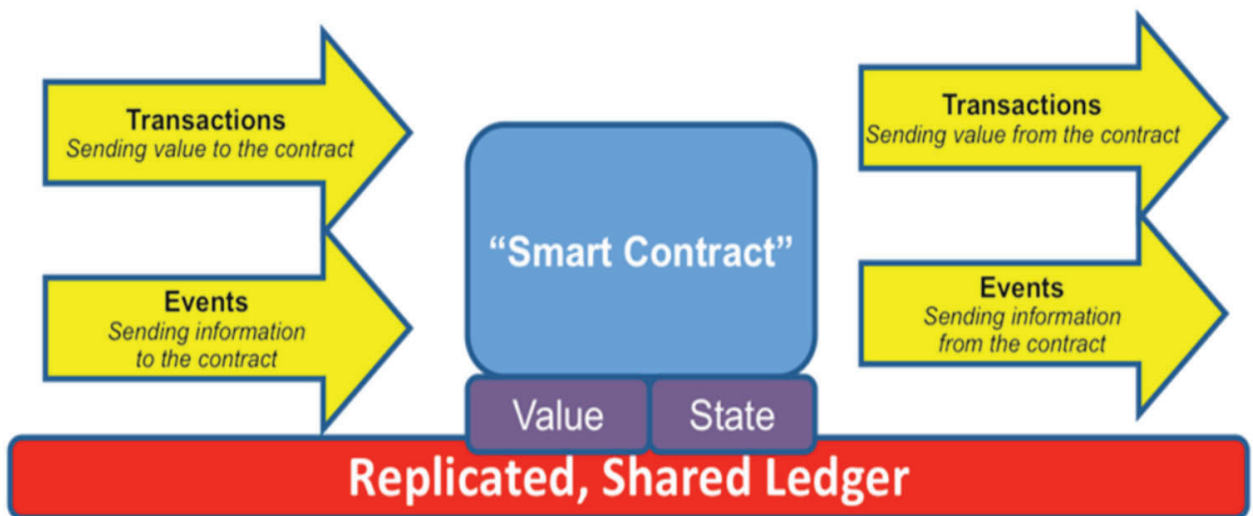 Transactions
Sending value to the contract
Events
Sending information
to the contract
“Smart Contract”
Value
State
Transactions
Sending value from the contract
Events
Sending information
from the contract
Replicated, Shared Ledger